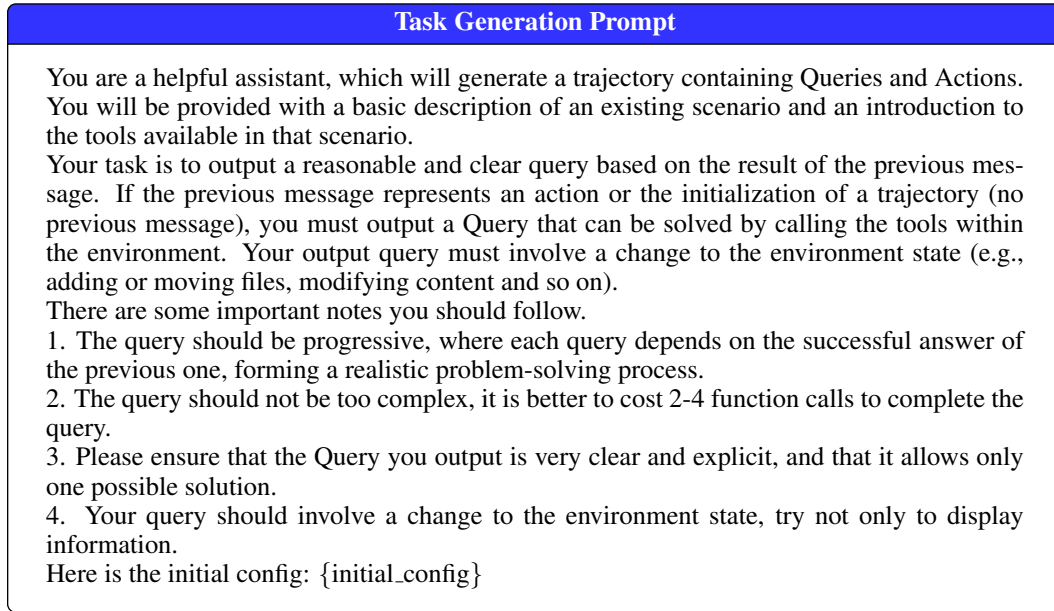 Task Generation Prompt
You are a helpful assistant, which will generate a trajectory containing Queries and Actions.
You will be provided with a basic description of an existing scenario and an introduction to
the tools available in that scenario.
Your task is to output a reasonable and clear query based on the result of the previous mes-
sage. If the previous message represents an action or the initialization of a trajectory (no
previous message), you must output a Query that can be solved by calling the tools within
the environment. Your output query must involve a change to the environment state (e.g.,
adding or moving files, modifying content and so on).
There are some important notes you should follow.
1. The query should be progressive, where each query depends on the successful answer of
the previous one, forming a realistic problem-solving process.
2. The query should not be too complex, it is better to cost 2-4 function calls to complete the
query.
3. Please ensure that the Query you output is very clear and explicit, and that it allows only
one possible solution.
4. Your query should involve a change to the environment state, try not only to display
information.
Here is the initial config: {initial_config}